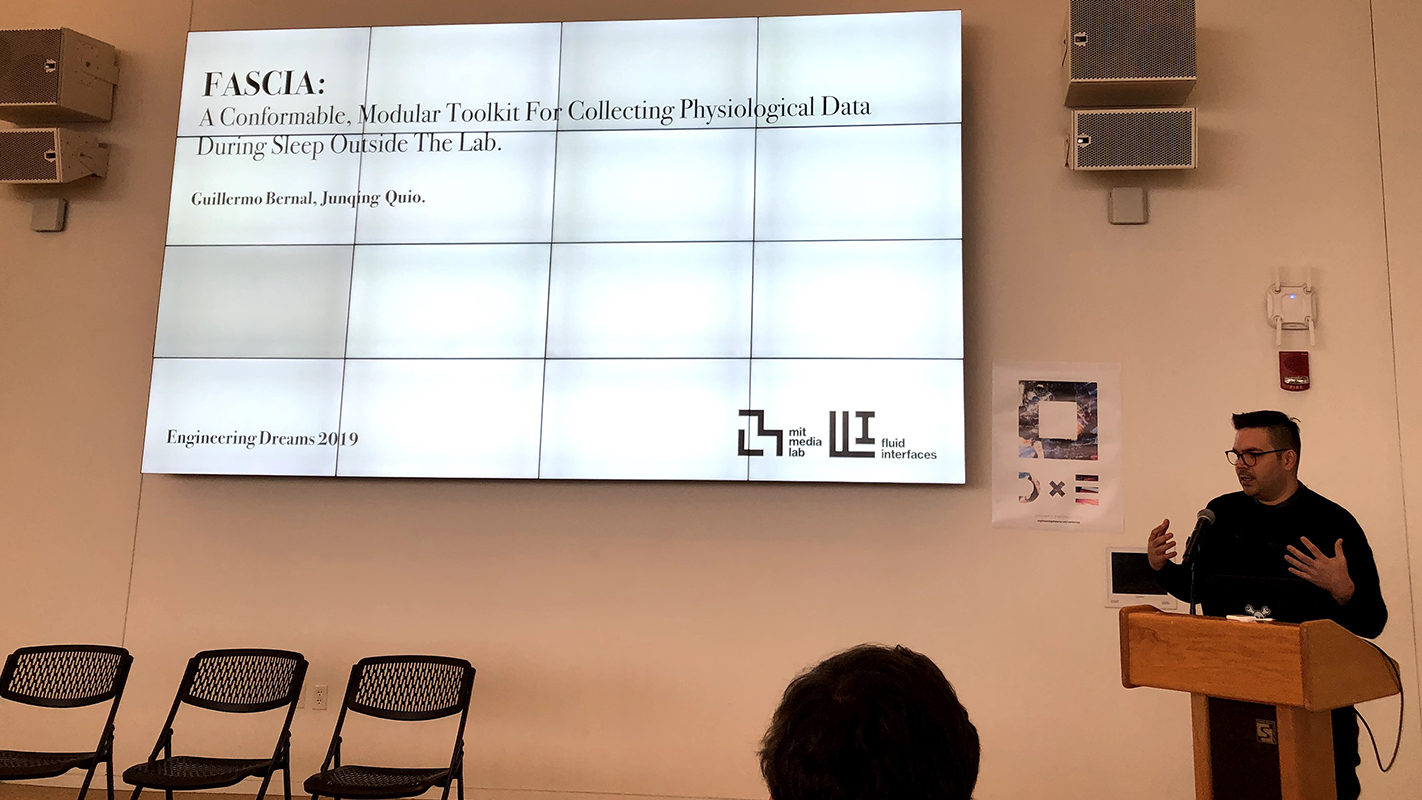 FASCIA:
A Conformable, Modular Toolkit For Collecting Physiological Data
During Sleep Outside The Lab.
Guillermo Bernal, Junqing Quio.
Engineering Dreams 2019
mit
media
lab
fluid
interfaces
FIRE